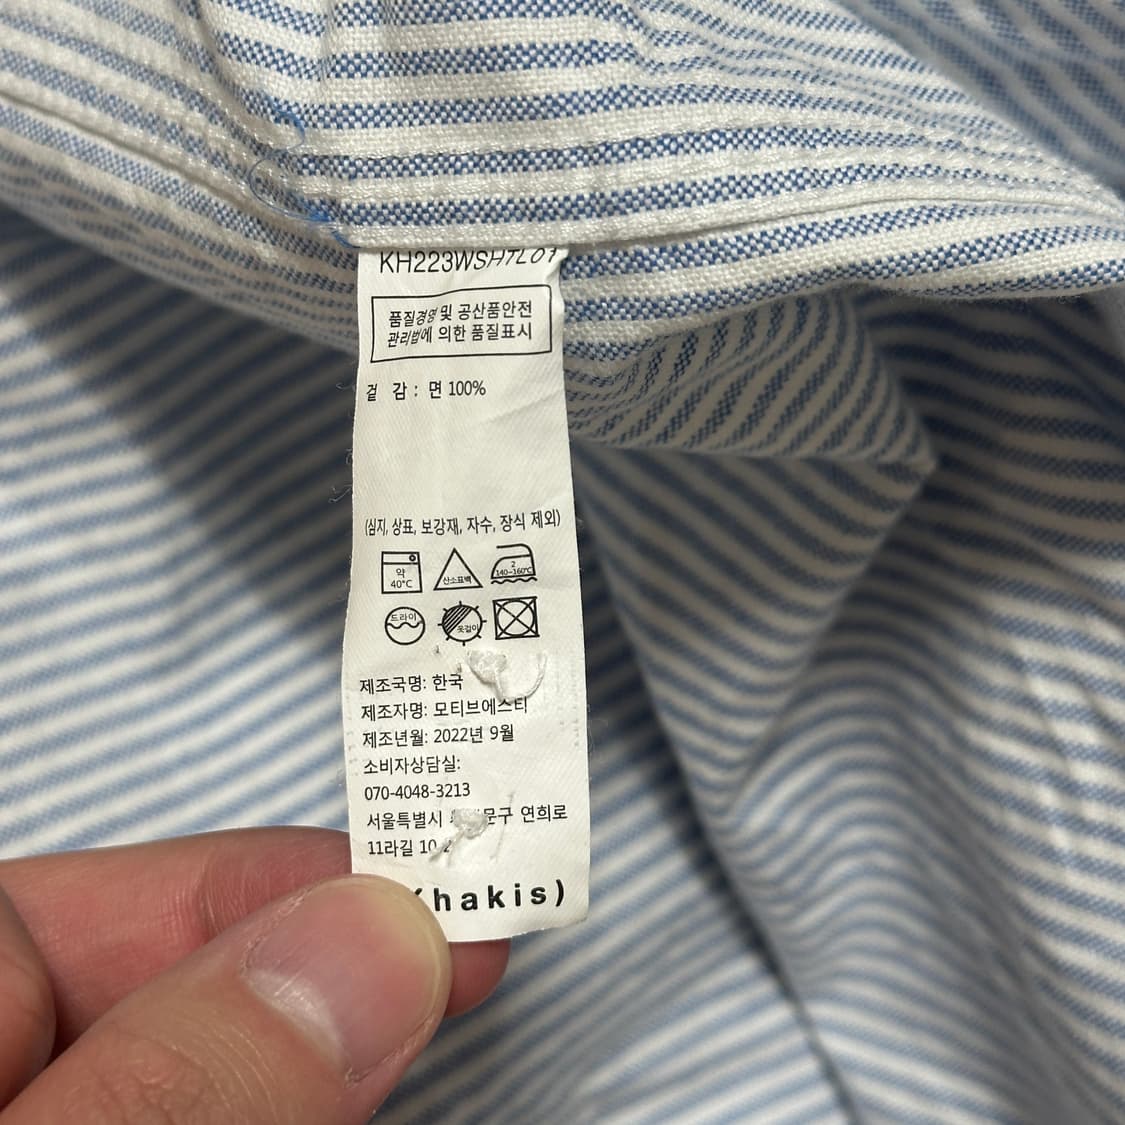 KH223WSHTL01
품질경영 및 공산품안전
관리법에 의한 품질표시
겉 감 : 면 100%
(심지, 상표, 보강재, 자수, 장식 제외)
약
40°C
산소표백
2
140~160°C
드라이
옷걸이
제조국명: 한국
제조자명: 모티브에스티
제조년월: 2022년 9월
소비자상담실:
070-4048-3213
서울특별시 연희로
11라길
hakis)